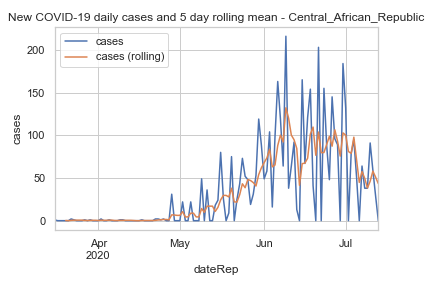 New COVID-19 daily cases and 5 day rolling mean - Central_African_Republic
cases
cases (rolling)
200
150
100
50
0
cases
Apr
2020
May
Jun
Jul
dateRep